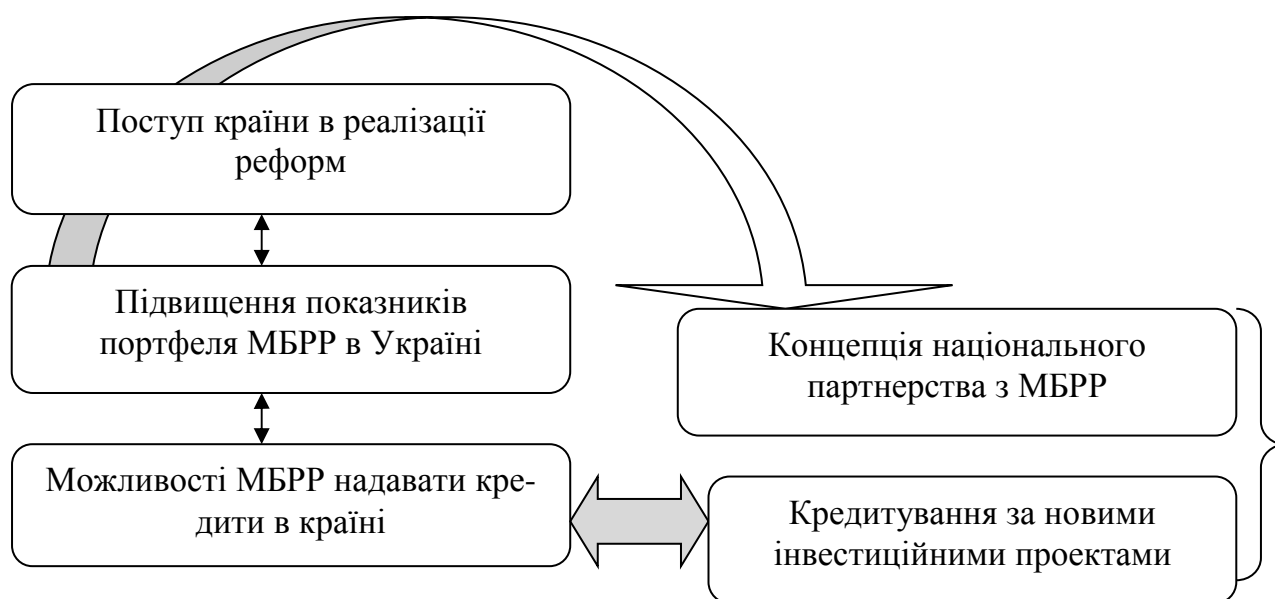 Поступ країни в реалізації
реформ
Підвищення показників
портфеля МБРР в Україні
Можливості МБРР надавати кре-
дити в країні
Концепція національного
партнерства з МБРР
Кредитування за новими
інвестиційними проектами